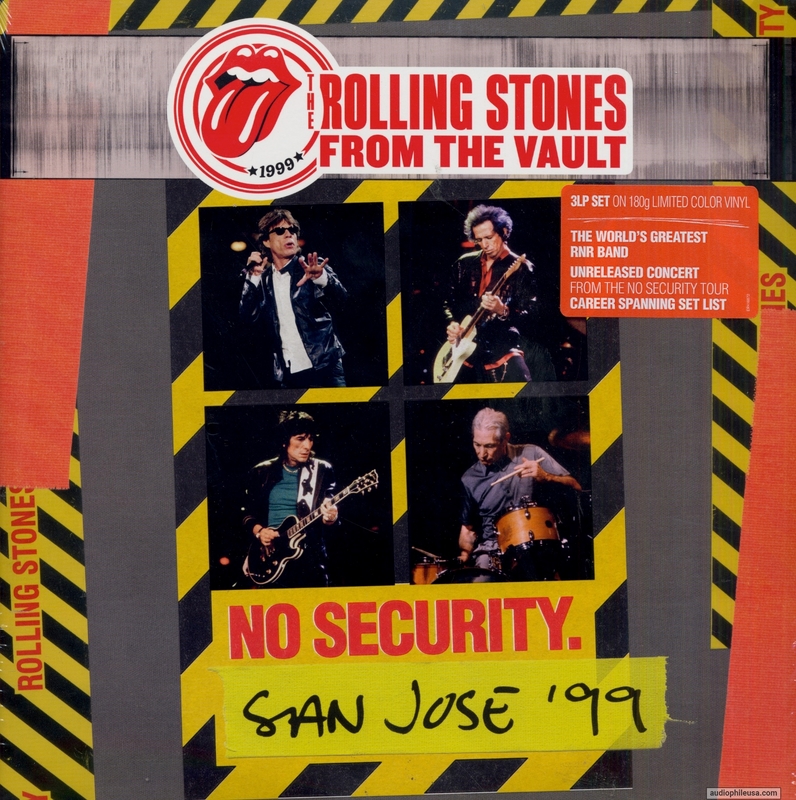 TY
THE
ROLLING STONES
FROM THE VAULT
★1999★
3LP SET ON 180g LIMITED COLOR VINYL
THE WORLD'S GREATEST
RNR BAND
UNRELEASED CONCERT
FROM THE NO SECURITY TOUR
CAREER SPANNING SET LIST
IES
ROLLING STONES
NO SECURITY.
SAN JOSE '99
Y
audiophileusa.com